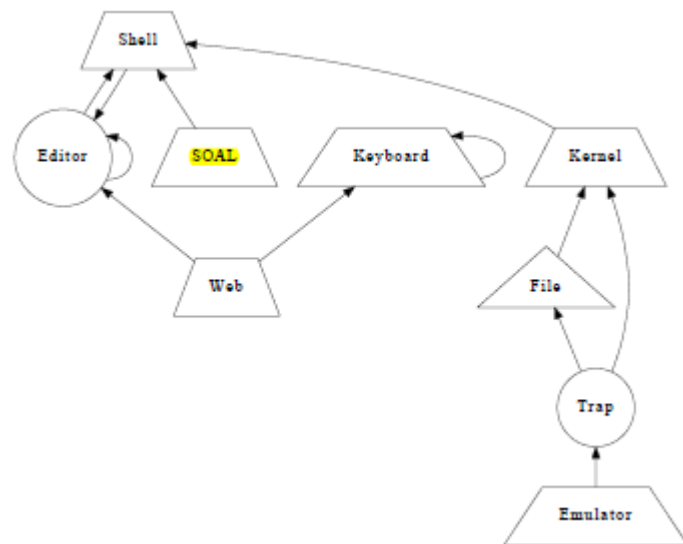 Shell
Editor
SOAL
Keyboard
Kernel
Web
File
Trap
Emulator